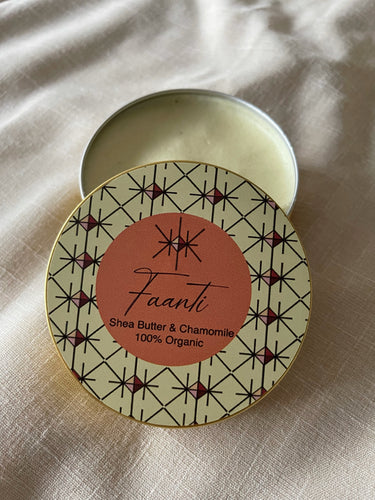 Faanti
Shea Butter & Chamomile
100% Organic